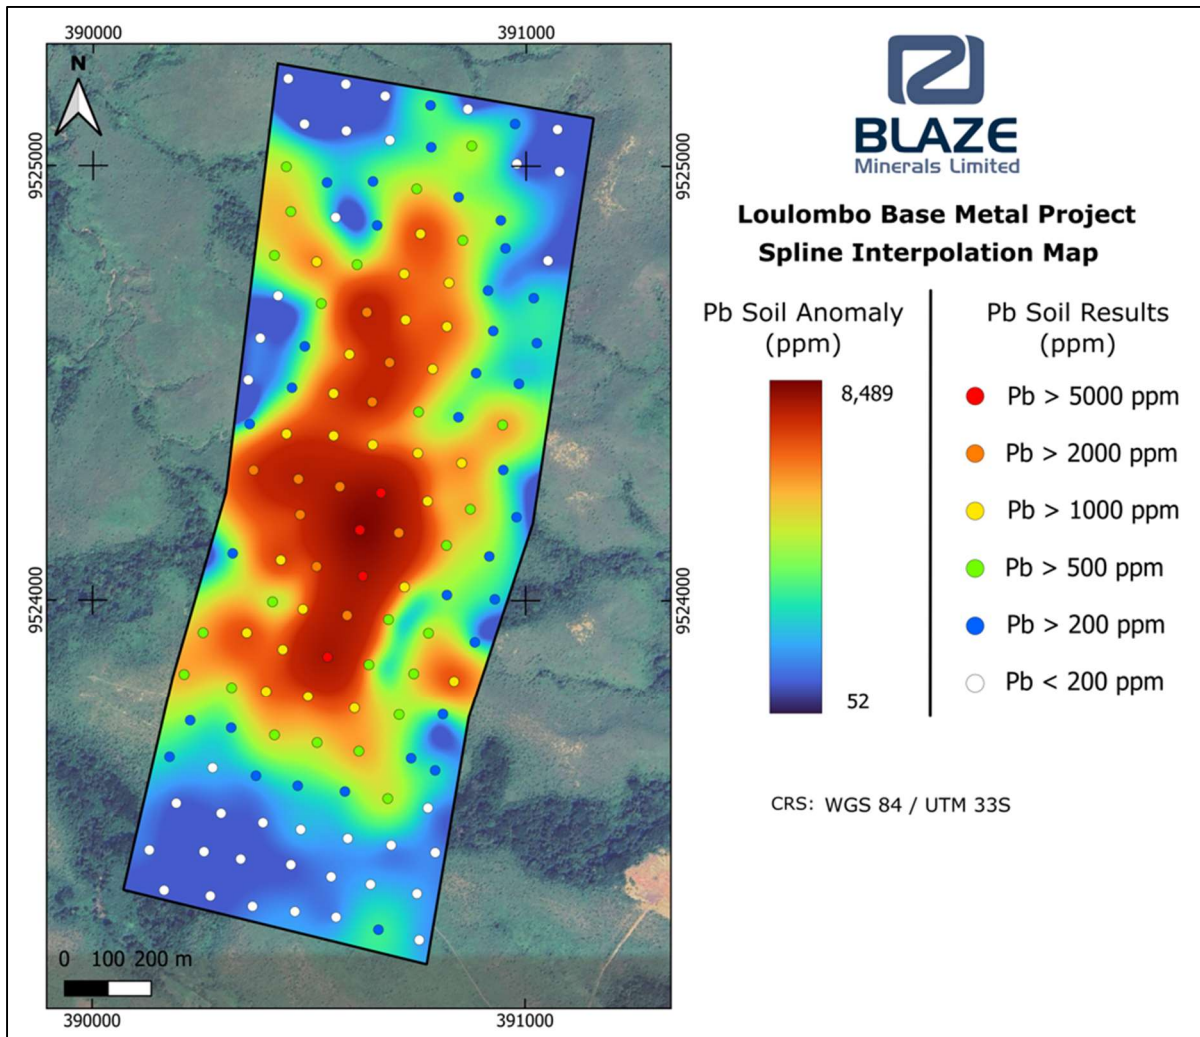 390000
391000
N
9525000
9525000
9524000
9524000
0 100 200 m
390000
391000
BLAZE
Minerals Limited
Loulombo Base Metal Project
Spline Interpolation Map
Pb Soil Anomaly
(ppm)
8,489
52
Pb Soil Results
(ppm)
Pb > 5000 ppm
Pb > 2000 ppm
Pb > 1000 ppm
Pb > 500 ppm
Pb > 200 ppm
Pb < 200 ppm
CRS: WGS 84 / UTM 33S